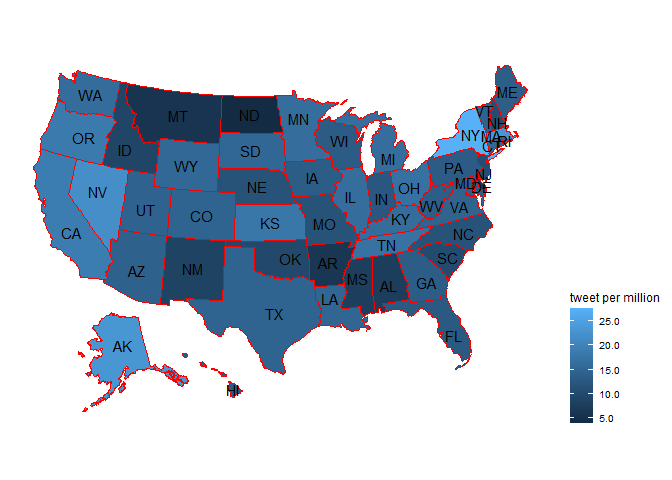 WA
MT
ND
MN
ME
VT
NH
OR
ID
SD
WI
NY
MA
CT
RI
WY
MI
IA
PA
NJ
NV
NE
OH
MD
DE
UT
CO
IL
IN
WV
VA
CA
KS
MO
KY
NC
TN
AZ
NM
OK
AR
SC
MS
AL
GA
LA
TX
FL
AK
HI
tweet per million
25.0
20.0
15.0
10.0
5.0